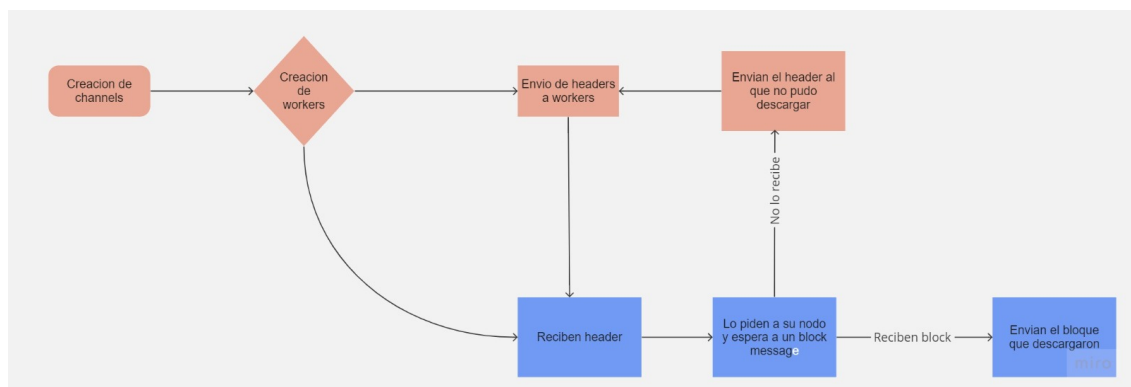 Creacion de
channels
Creacion
de
workers
Envio de headers
a workers
Envian el header al
que no pudo
descargar
No lo recibe
Reciben header
Lo piden a su nodo
y espera a un block
message
Reciben block
Envian el bloque
que descargaron
miro